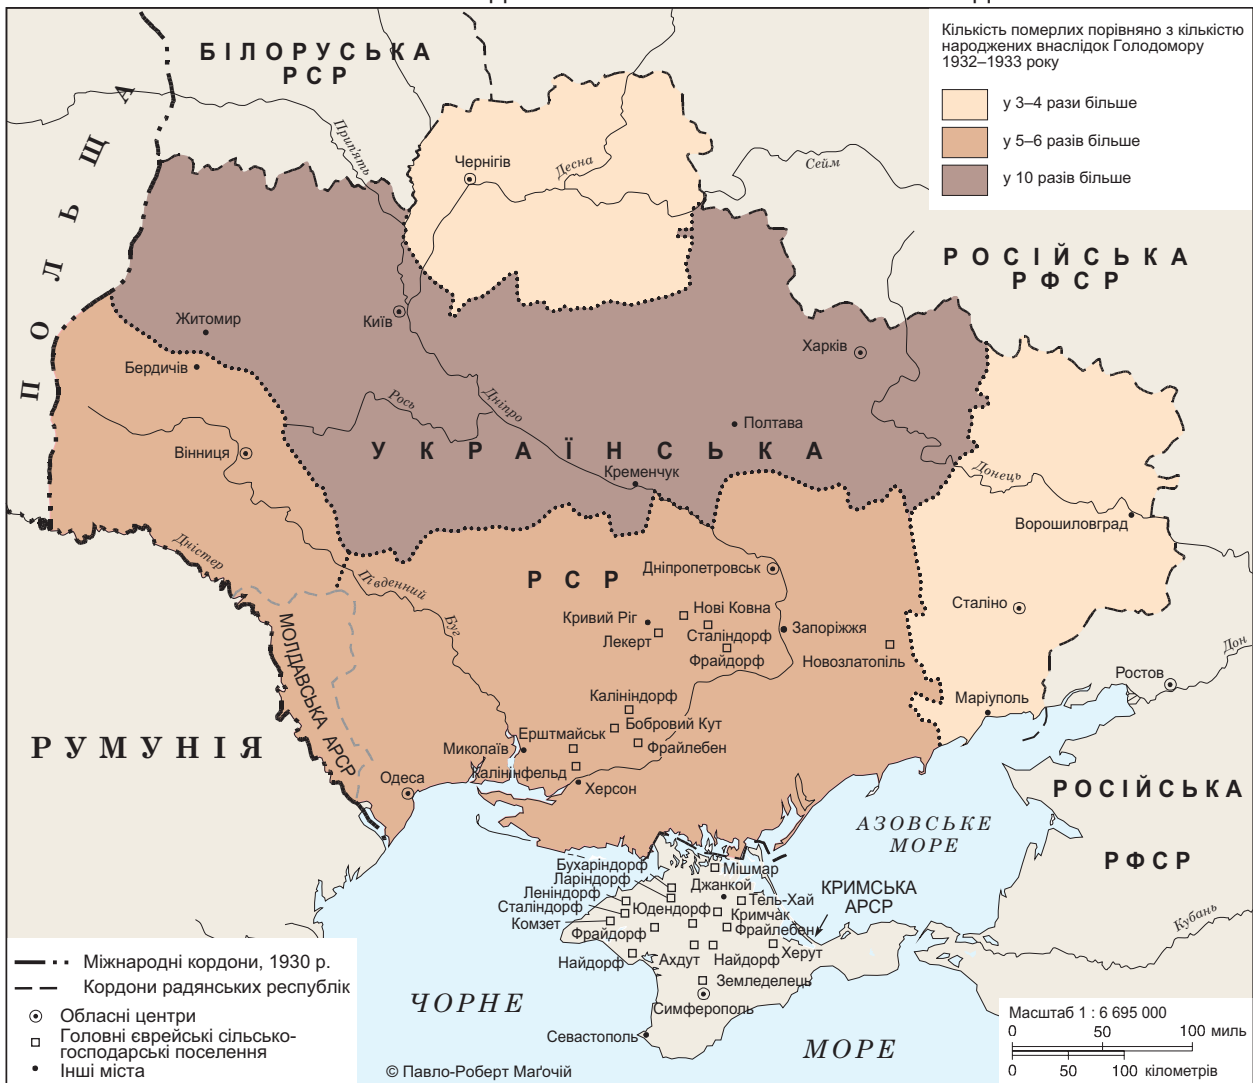 Кількість померлих порівняно з кількістю
народжених внаслідок Голодомору
1932–1933 року
у 3–4 рази більше
у 5–6 разів більше
у 10 разів більше
БІЛОРУСЬКА
РСР
ПОЛЬЩА
Прип'ять
Чернігів
Десна
Сейм
РОСІЙСЬКА
РФСР
Житомир
Київ
Харків
Бердичів
Рось
Дніпро
Полтава
УКРАЇНСЬКА
Вінниця
Кременчук
Донець
Ворошиловград
Дністер
Південний
Буг
РСР
Дніпропетровськ
Сталіно
Нові Ковна
Кривий Ріг
Лекерт
Сталіндорф
Запоріжжя
Фрайдорф
Новозлатопіль
Дон
Ростов
МОЛДАВСЬКА АРСР
Калініндорф
Маріуполь
Бобровий Кут
РУМУНІЯ
Ерштмайськ
Миколаїв
Фрайлебен
Калінінфельд
Одеса
Херсон
РОСІЙСЬКА
РФСР
АЗОВСЬКЕ
МОРЕ
Бухаріндорф
Мішмар
Ларіндорф
Джанкой
КРИМСЬКА
АРСР
Леніндорф
Тель-Хай
Сталіндорф
Юдендорф
Кримчак
Комзет
Фрайлебен
Фрайдорф
Кубань
Херут
Найдорф
Ахдут
Найдорф
Земледелець
Симферополь
Севастополь
ЧОРНЕ
МОРЕ
Міжнародні кордони, 1930 р.
Кордони радянських республік
Обласні центри
Головні єврейські сільсько-
господарські поселення
Інші міста
© Павло-Роберт Маґочій
Масштаб 1 : 6 695 000
0 50 100 миль
0 50 100 кілометрів